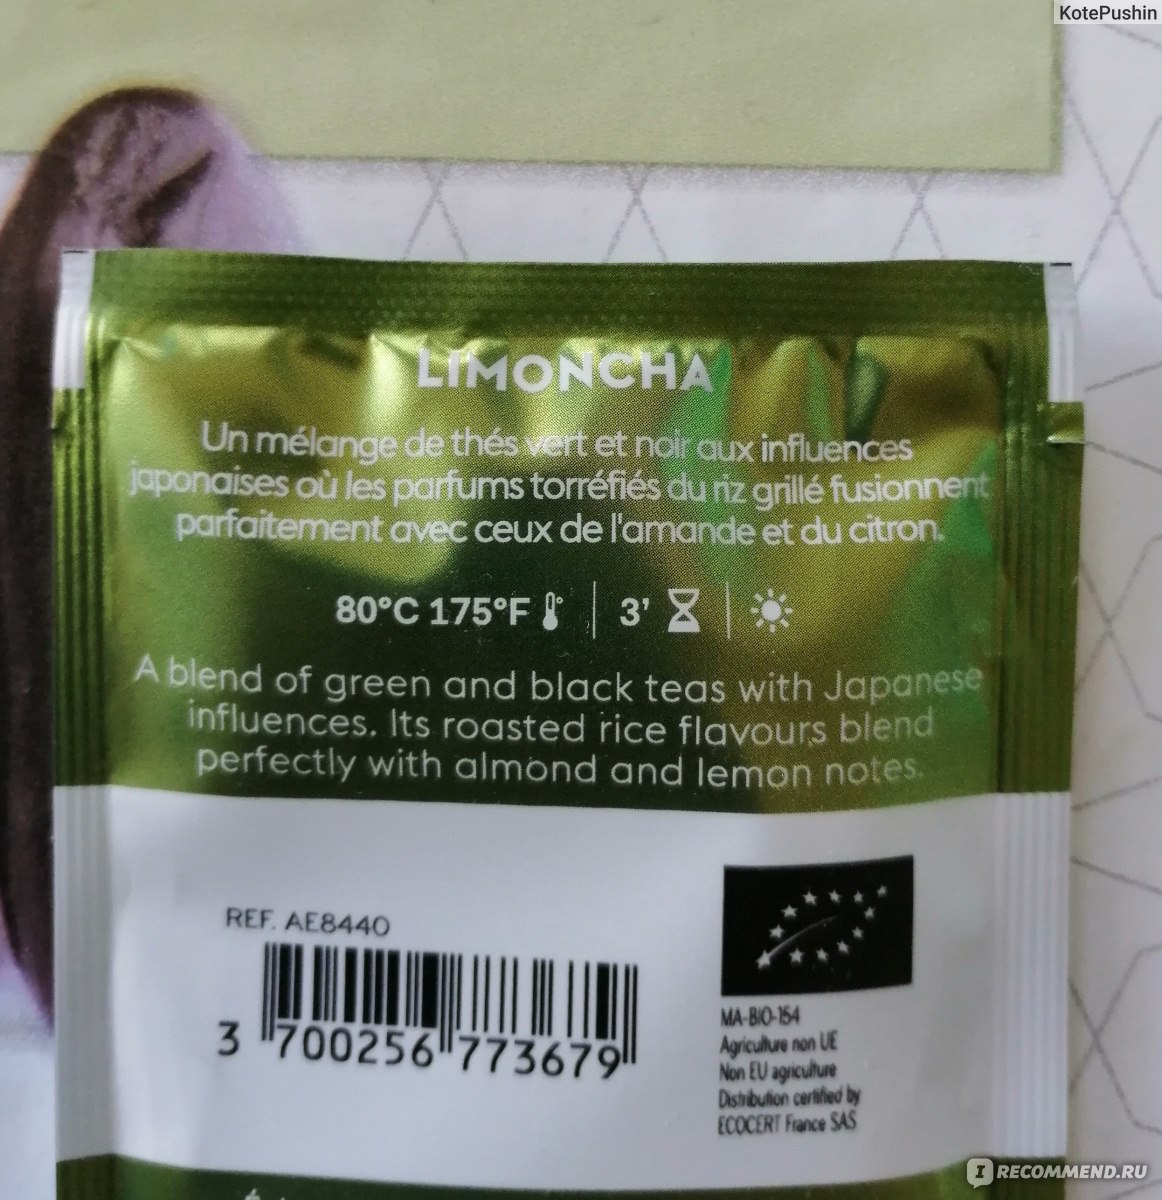 KotePushin
LIMONCHA
Un mélange de thés vert et noir aux influences
japonaises où les parfums torréfiés du riz grillé fusionnent
parfaitement avec ceux de l'amande et du citron.
80°C 175°F 3'
A blend of green and black teas with Japanese
influences. Its roasted rice flavours blend
perfectly with almond and lemon notes.
REF. AE8440
3 700256 773679
MA-BIO-154
Agriculture non UE
Non EU agriculture
Distribution certified by
ECOCERT France SAS
IRECOMMEND.RU